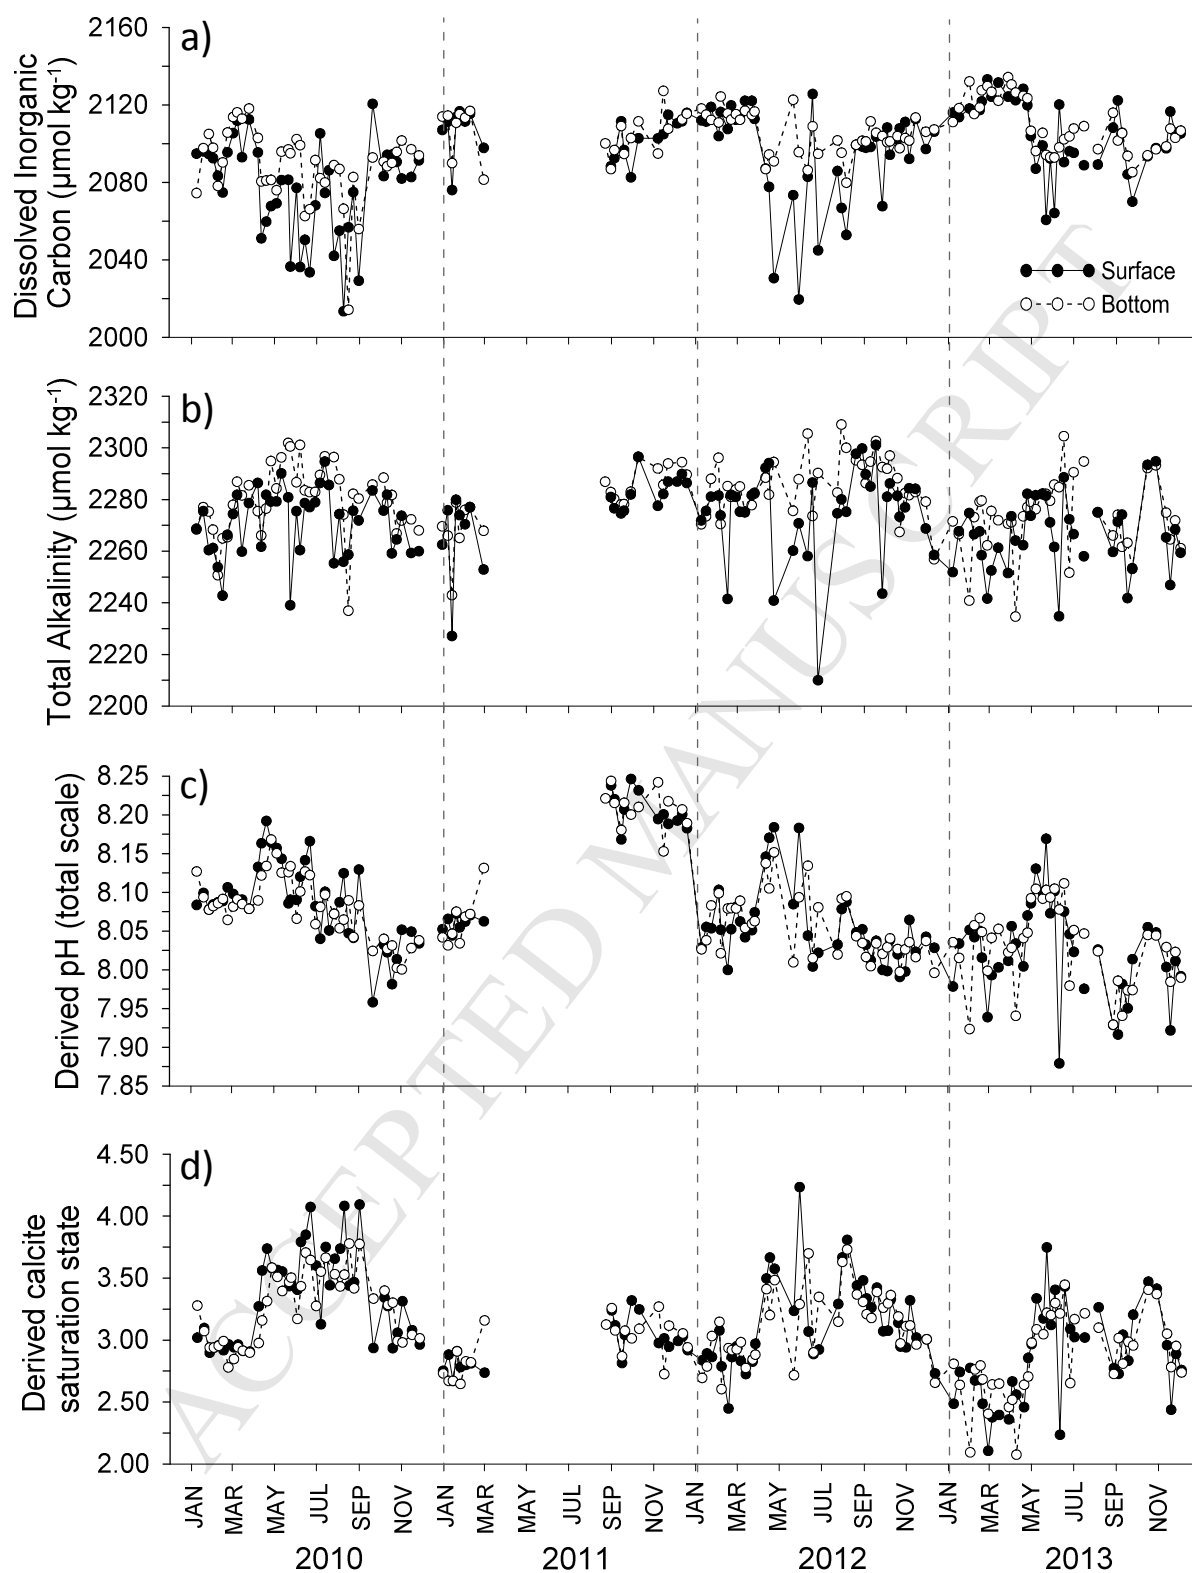 a)
2160
2120
2080
2040
2000
Dissolved Inorganic
Carbon (µmol kg-1)
Surface
Bottom
b)
2320
2300
2280
2260
2240
2220
2200
Total Alkalinity (µmol kg-1)
c)
8.25
8.20
8.15
8.10
8.05
8.00
7.95
7.90
7.85
Derived pH (total scale)
d)
4.50
4.00
3.50
3.00
2.50
2.00
Derived calcite
saturation state
JAN MAR MAY JUL SEP NOV JAN MAR MAY JUL SEP NOV JAN MAR MAY JUL SEP NOV JAN MAR MAY JUL SEP NOV
2010 2011 2012 2013
ACCEPTED MANUSCRIPT